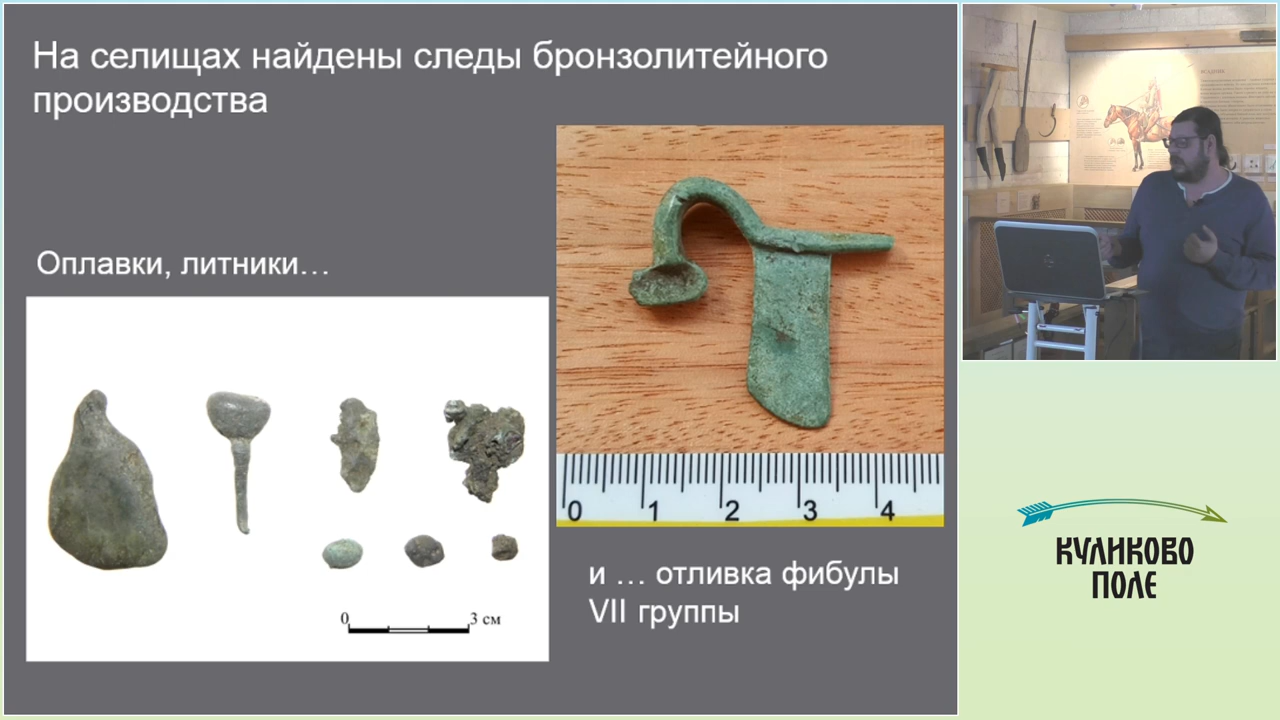 На селищах найдены следы бронзолитейного
производства
Оплавки, литники…
0
3 см
0 1 2 3 4
и … отливка фибулы
VII группы
ВСАДНИК
КУЛИКОВО
ПОЛЕ